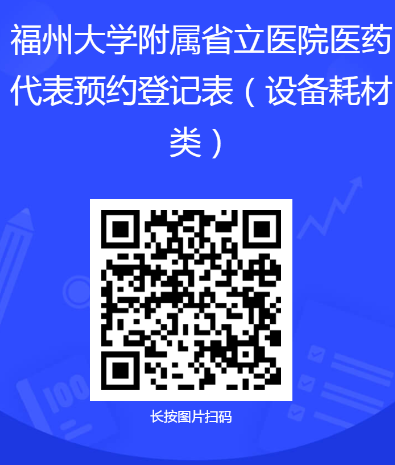 福州大学附属省立医院医药
代表预约登记表（设备耗材
类）
100
长按图片扫码